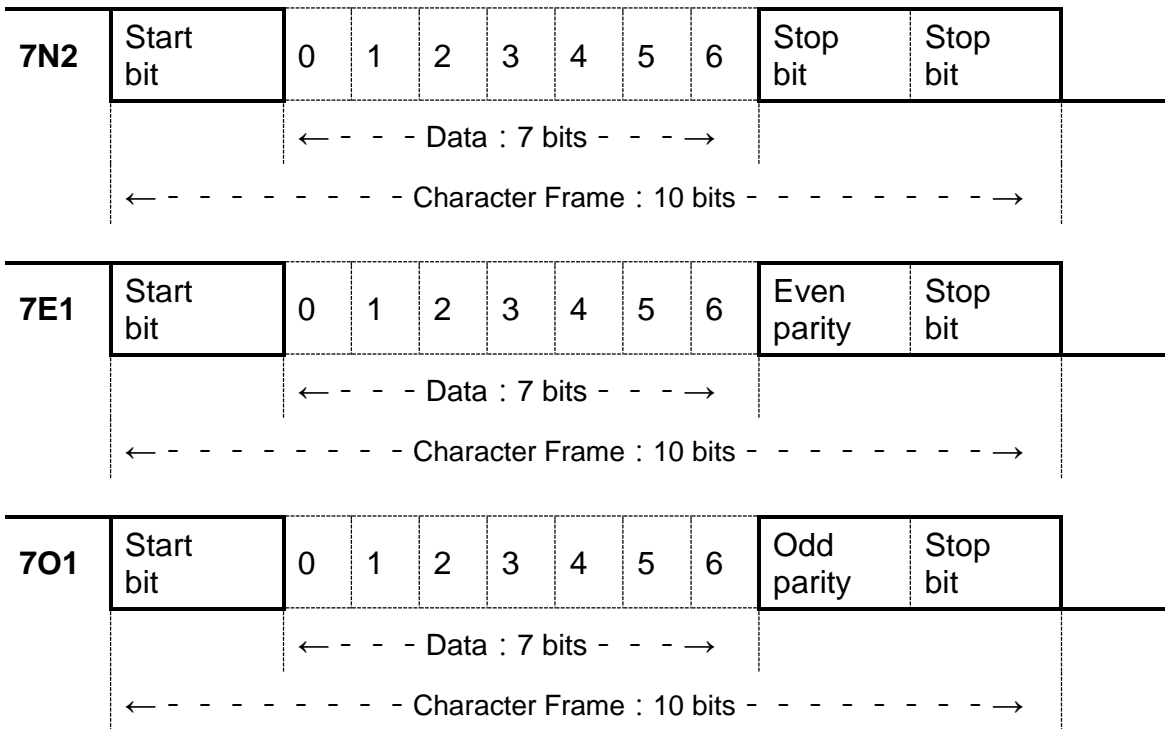 7N2 Start bit 0 1 2 3 4 5 6 Stop bit Stop bit
← - - - Data : 7 bits - - - →
← - - - - - - - - Character Frame : 10 bits - - - - - - - - →
7E1 Start bit 0 1 2 3 4 5 6 Even parity Stop bit
← - - - Data : 7 bits - - - →
← - - - - - - - - Character Frame : 10 bits - - - - - - - - →
7O1 Start bit 0 1 2 3 4 5 6 Odd parity Stop bit
← - - - Data : 7 bits - - - →
← - - - - - - - - Character Frame : 10 bits - - - - - - - - →